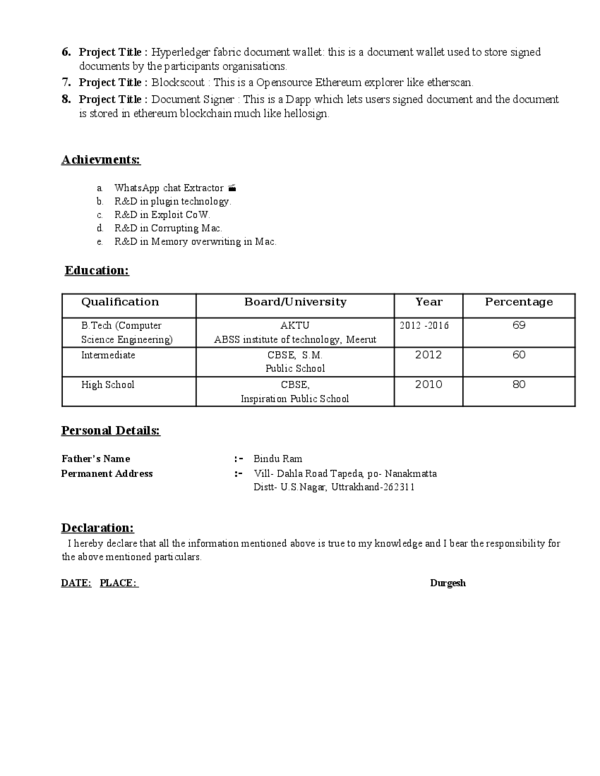 6. Project Title : Hyperledger fabric document wallet: this is a document wallet used to store signed
documents by the participants organisations.
7. Project Title : Blockscout : This is a Opensource Ethereum explorer like etherscan.
8. Project Title : Document Signer : This is a Dapp which lets users signed document and the document
is stored in ethereum blockchain much like hellosign.
Achievments:
a. WhatsApp chat Extractor
b. R&D in plugin technology.
c. R&D in Exploit CoW.
d. R&D in Corrupting Mac.
e. R&D in Memory overwriting in Mac.
Education:
Qualification Board/University Year Percentage
B.Tech (Computer AKTU 2012 -2016 69
Science Engineering) ABSS institute of technology, Meerut
Intermediate CBSE, S.M. 2012 60
Public School
High School CBSE, 2010 80
Inspiration Public School
Personal Details:
Father's Name :- Bindu Ram
Permanent Address :- Vill- Dahla Road Tapeda, po- Nanakmatta
Distt- U.S.Nagar, Uttrakhand-262311
Declaration:
I hereby declare that all the information mentioned above is true to my knowledge and I bear the responsibility for
the above mentioned particulars.
DATE: PLACE: Durgesh